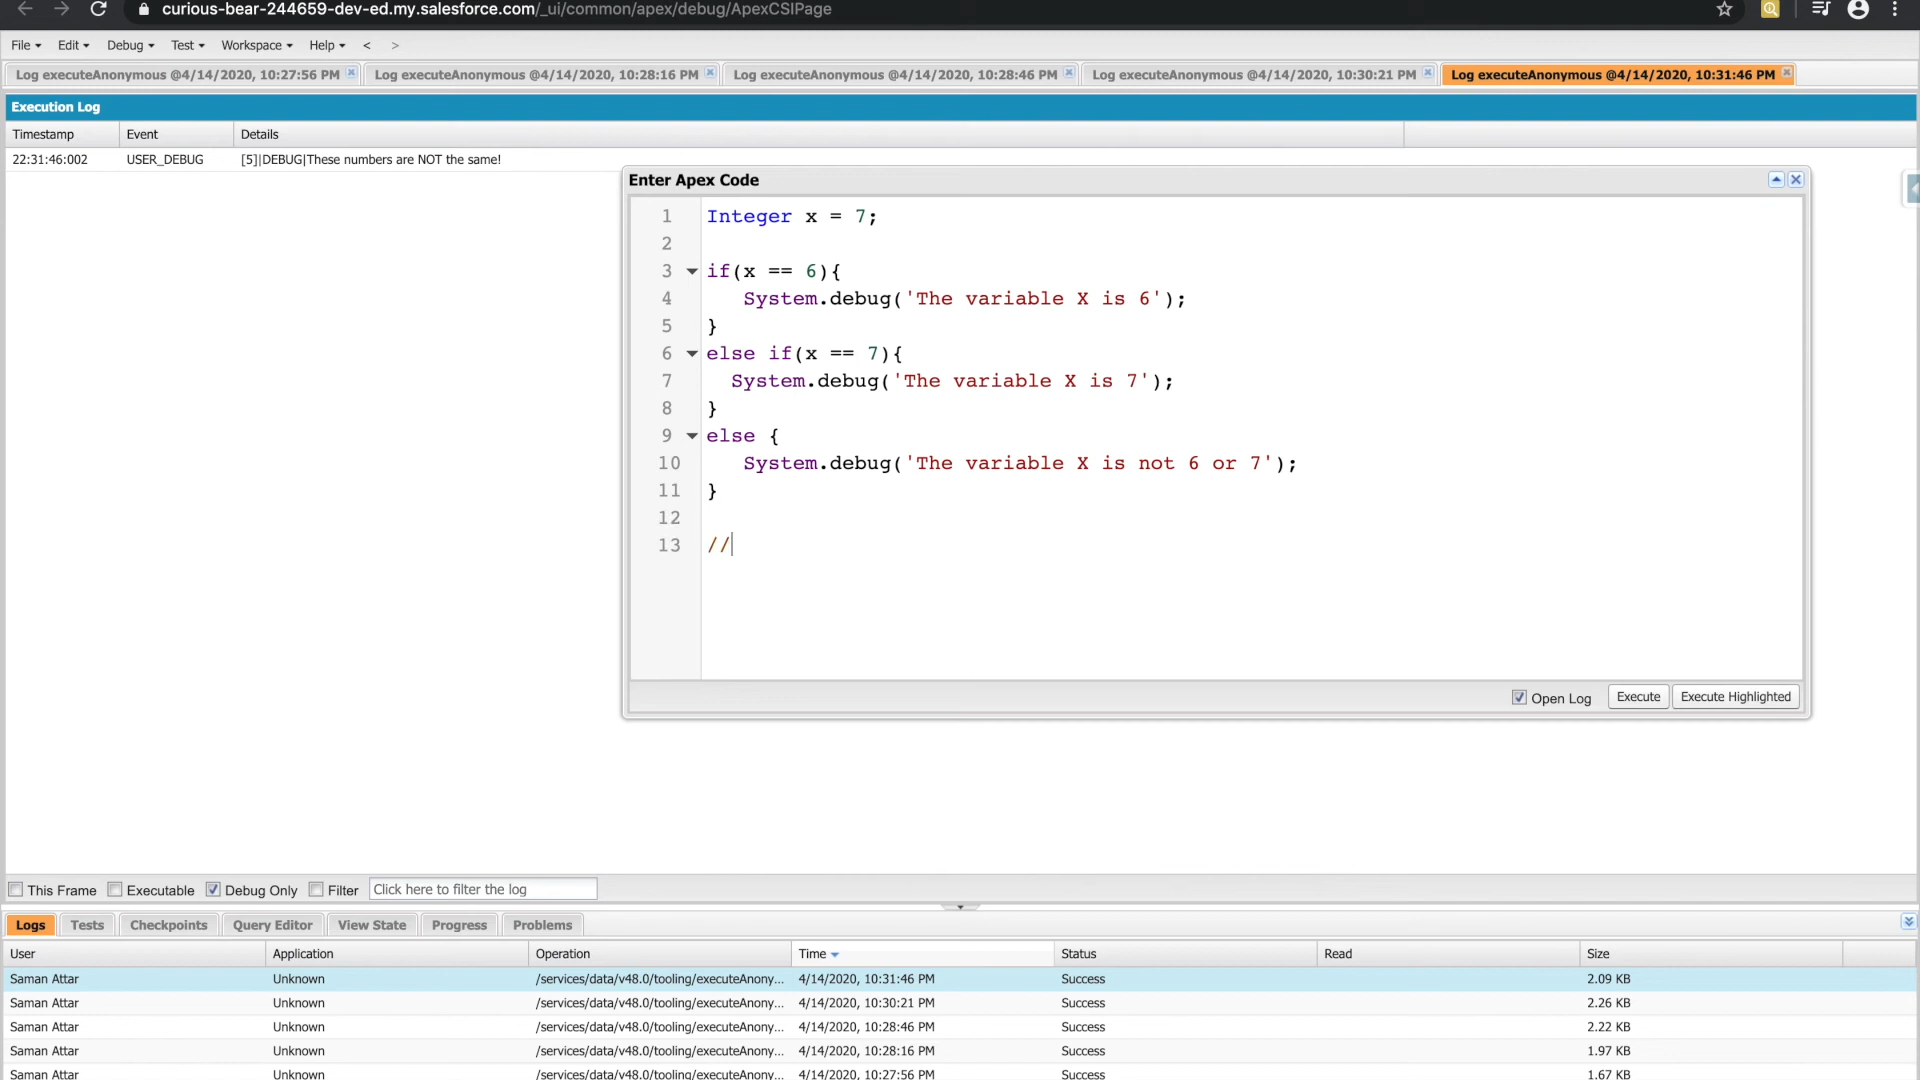 curious-bear-244659-dev-ed.my.salesforce.com/_ui/common/apex/debug/ApexCSIPage
File Edit Debug Test Workspace Help < >
Log executeAnonymous @4/14/2020, 10:27:56 PM Log executeAnonymous @4/14/2020, 10:28:16 PM Log executeAnonymous @4/14/2020, 10:28:46 PM Log executeAnonymous @4/14/2020, 10:30:21 PM Log executeAnonymous @4/14/2020, 10:31:46 PM
Execution Log
Timestamp Event Details
22:31:46:002 USER_DEBUG [5]|DEBUG|These numbers are NOT the same!
Enter Apex Code
1 Integer x = 7;
2
3 if(x == 6){
4 System.debug('The variable X is 6');
5 }
6 else if(x == 7){
7 System.debug('The variable X is 7');
8 }
9 else {
10 System.debug('The variable X is not 6 or 7');
11 }
12
13 //
Open Log Execute Execute Highlighted
This Frame Executable Debug Only Filter Click here to filter the log
Logs Tests Checkpoints Query Editor View State Progress Problems
User Application Operation Time Status Read Size
Saman Attar Unknown /services/data/v48.0/tooling/executeAnony... 4/14/2020, 10:31:46 PM Success 2.09 KB
Saman Attar Unknown /services/data/v48.0/tooling/executeAnony... 4/14/2020, 10:30:21 PM Success 2.26 KB
Saman Attar Unknown /services/data/v48.0/tooling/executeAnony... 4/14/2020, 10:28:46 PM Success 2.22 KB
Saman Attar Unknown /services/data/v48.0/tooling/executeAnony... 4/14/2020, 10:28:16 PM Success 1.97 KB
Saman Attar Unknown /services/data/v48.0/tooling/executeAnony... 4/14/2020, 10:27:56 PM Success 1.67 KB